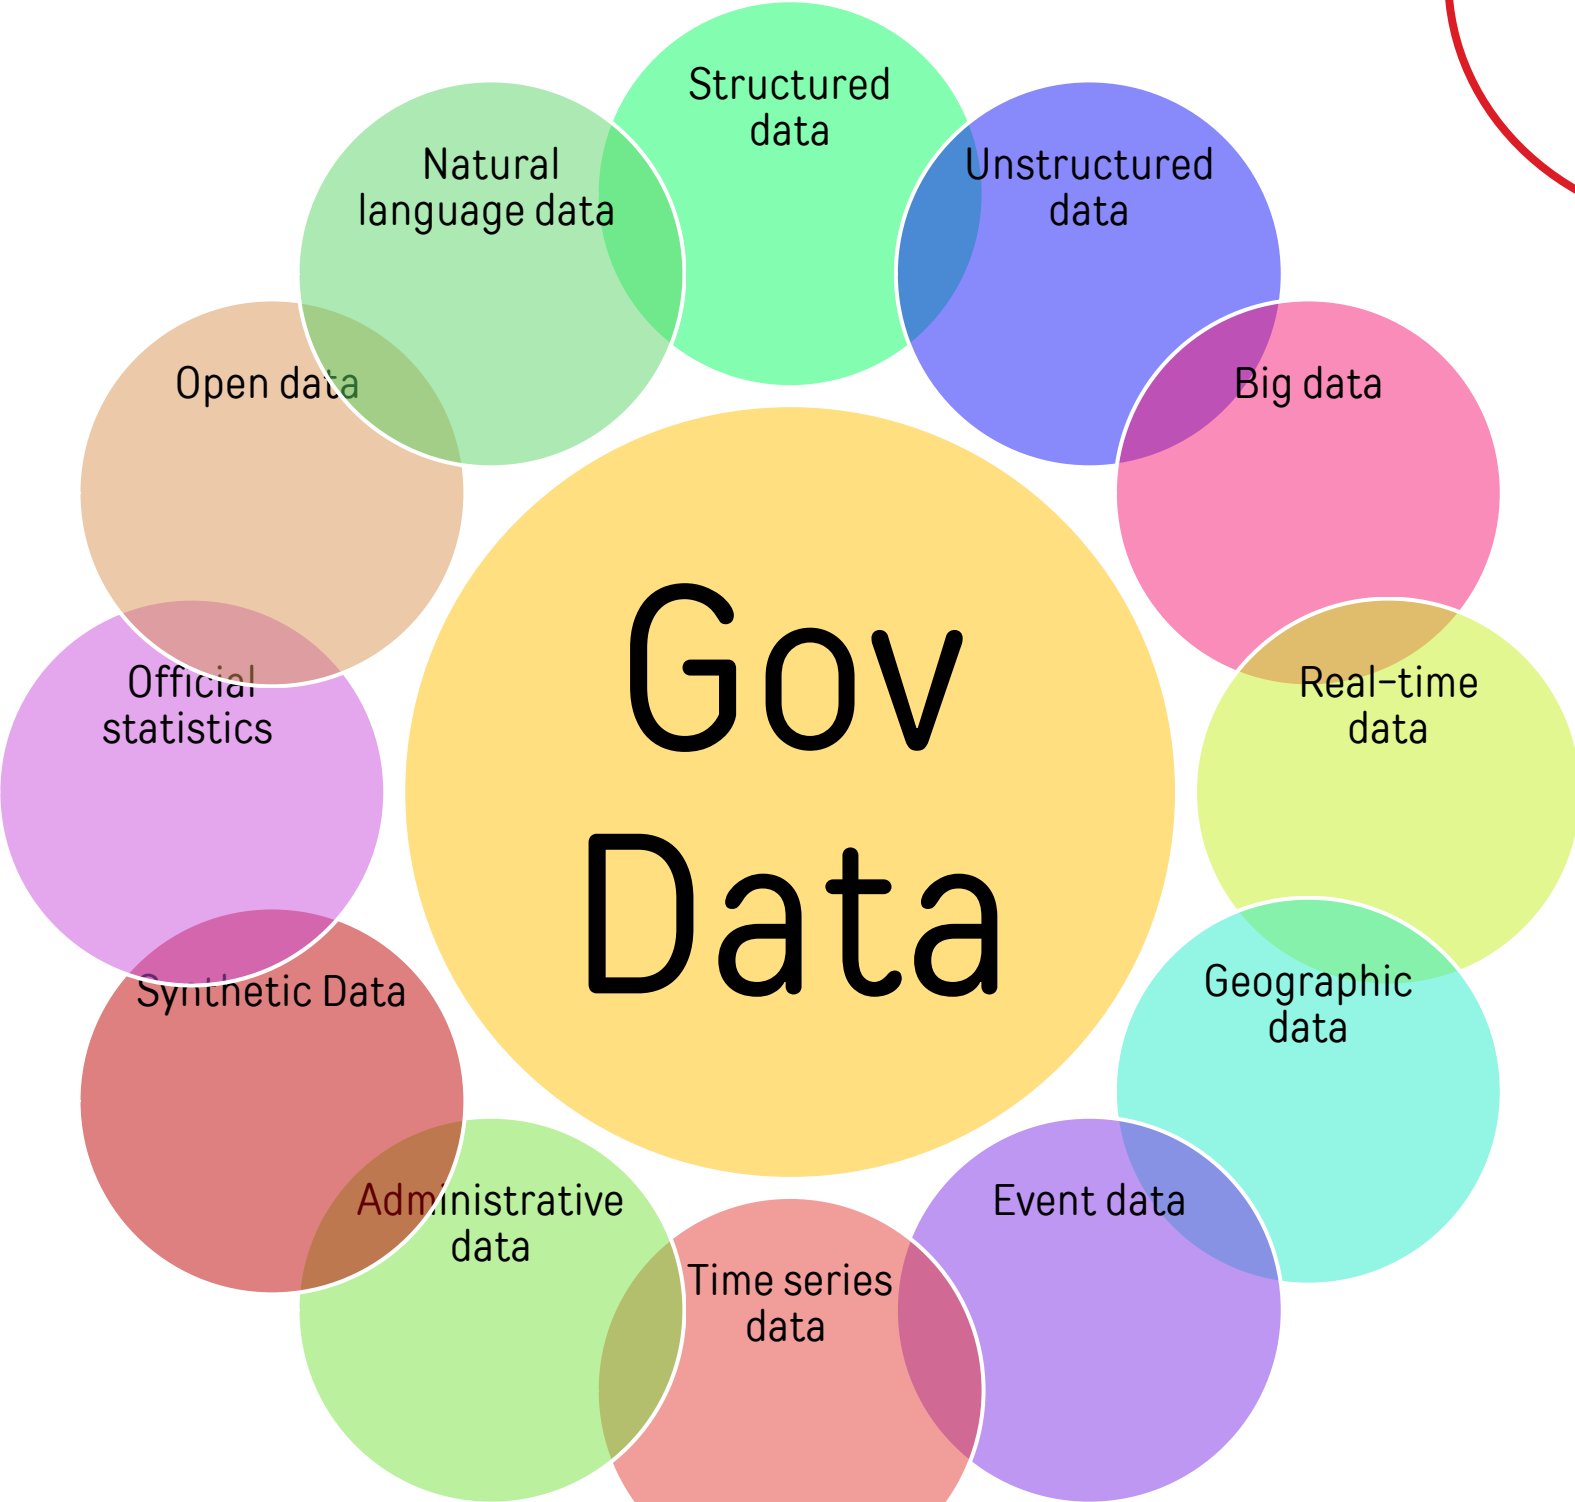 Structured
data
Unstructured
data
Big data
Real-time
data
Geographic
data
Event data
Time series
data
Administrative
data
Synthetic Data
Official
statistics
Open data
Natural
language data
Gov
Data